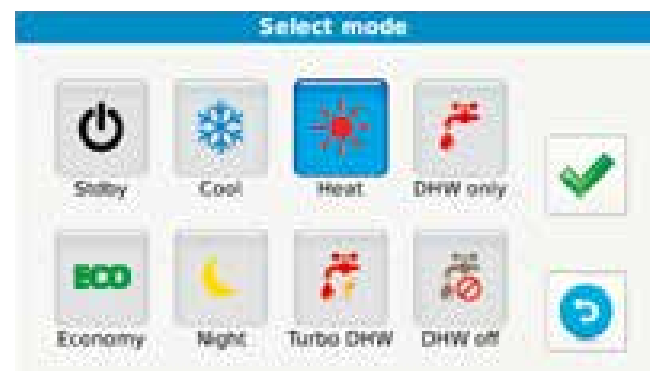 Select mode
Stdby Cool Heat DHW only
ECO
Economy Night Turbo DHW DHW off